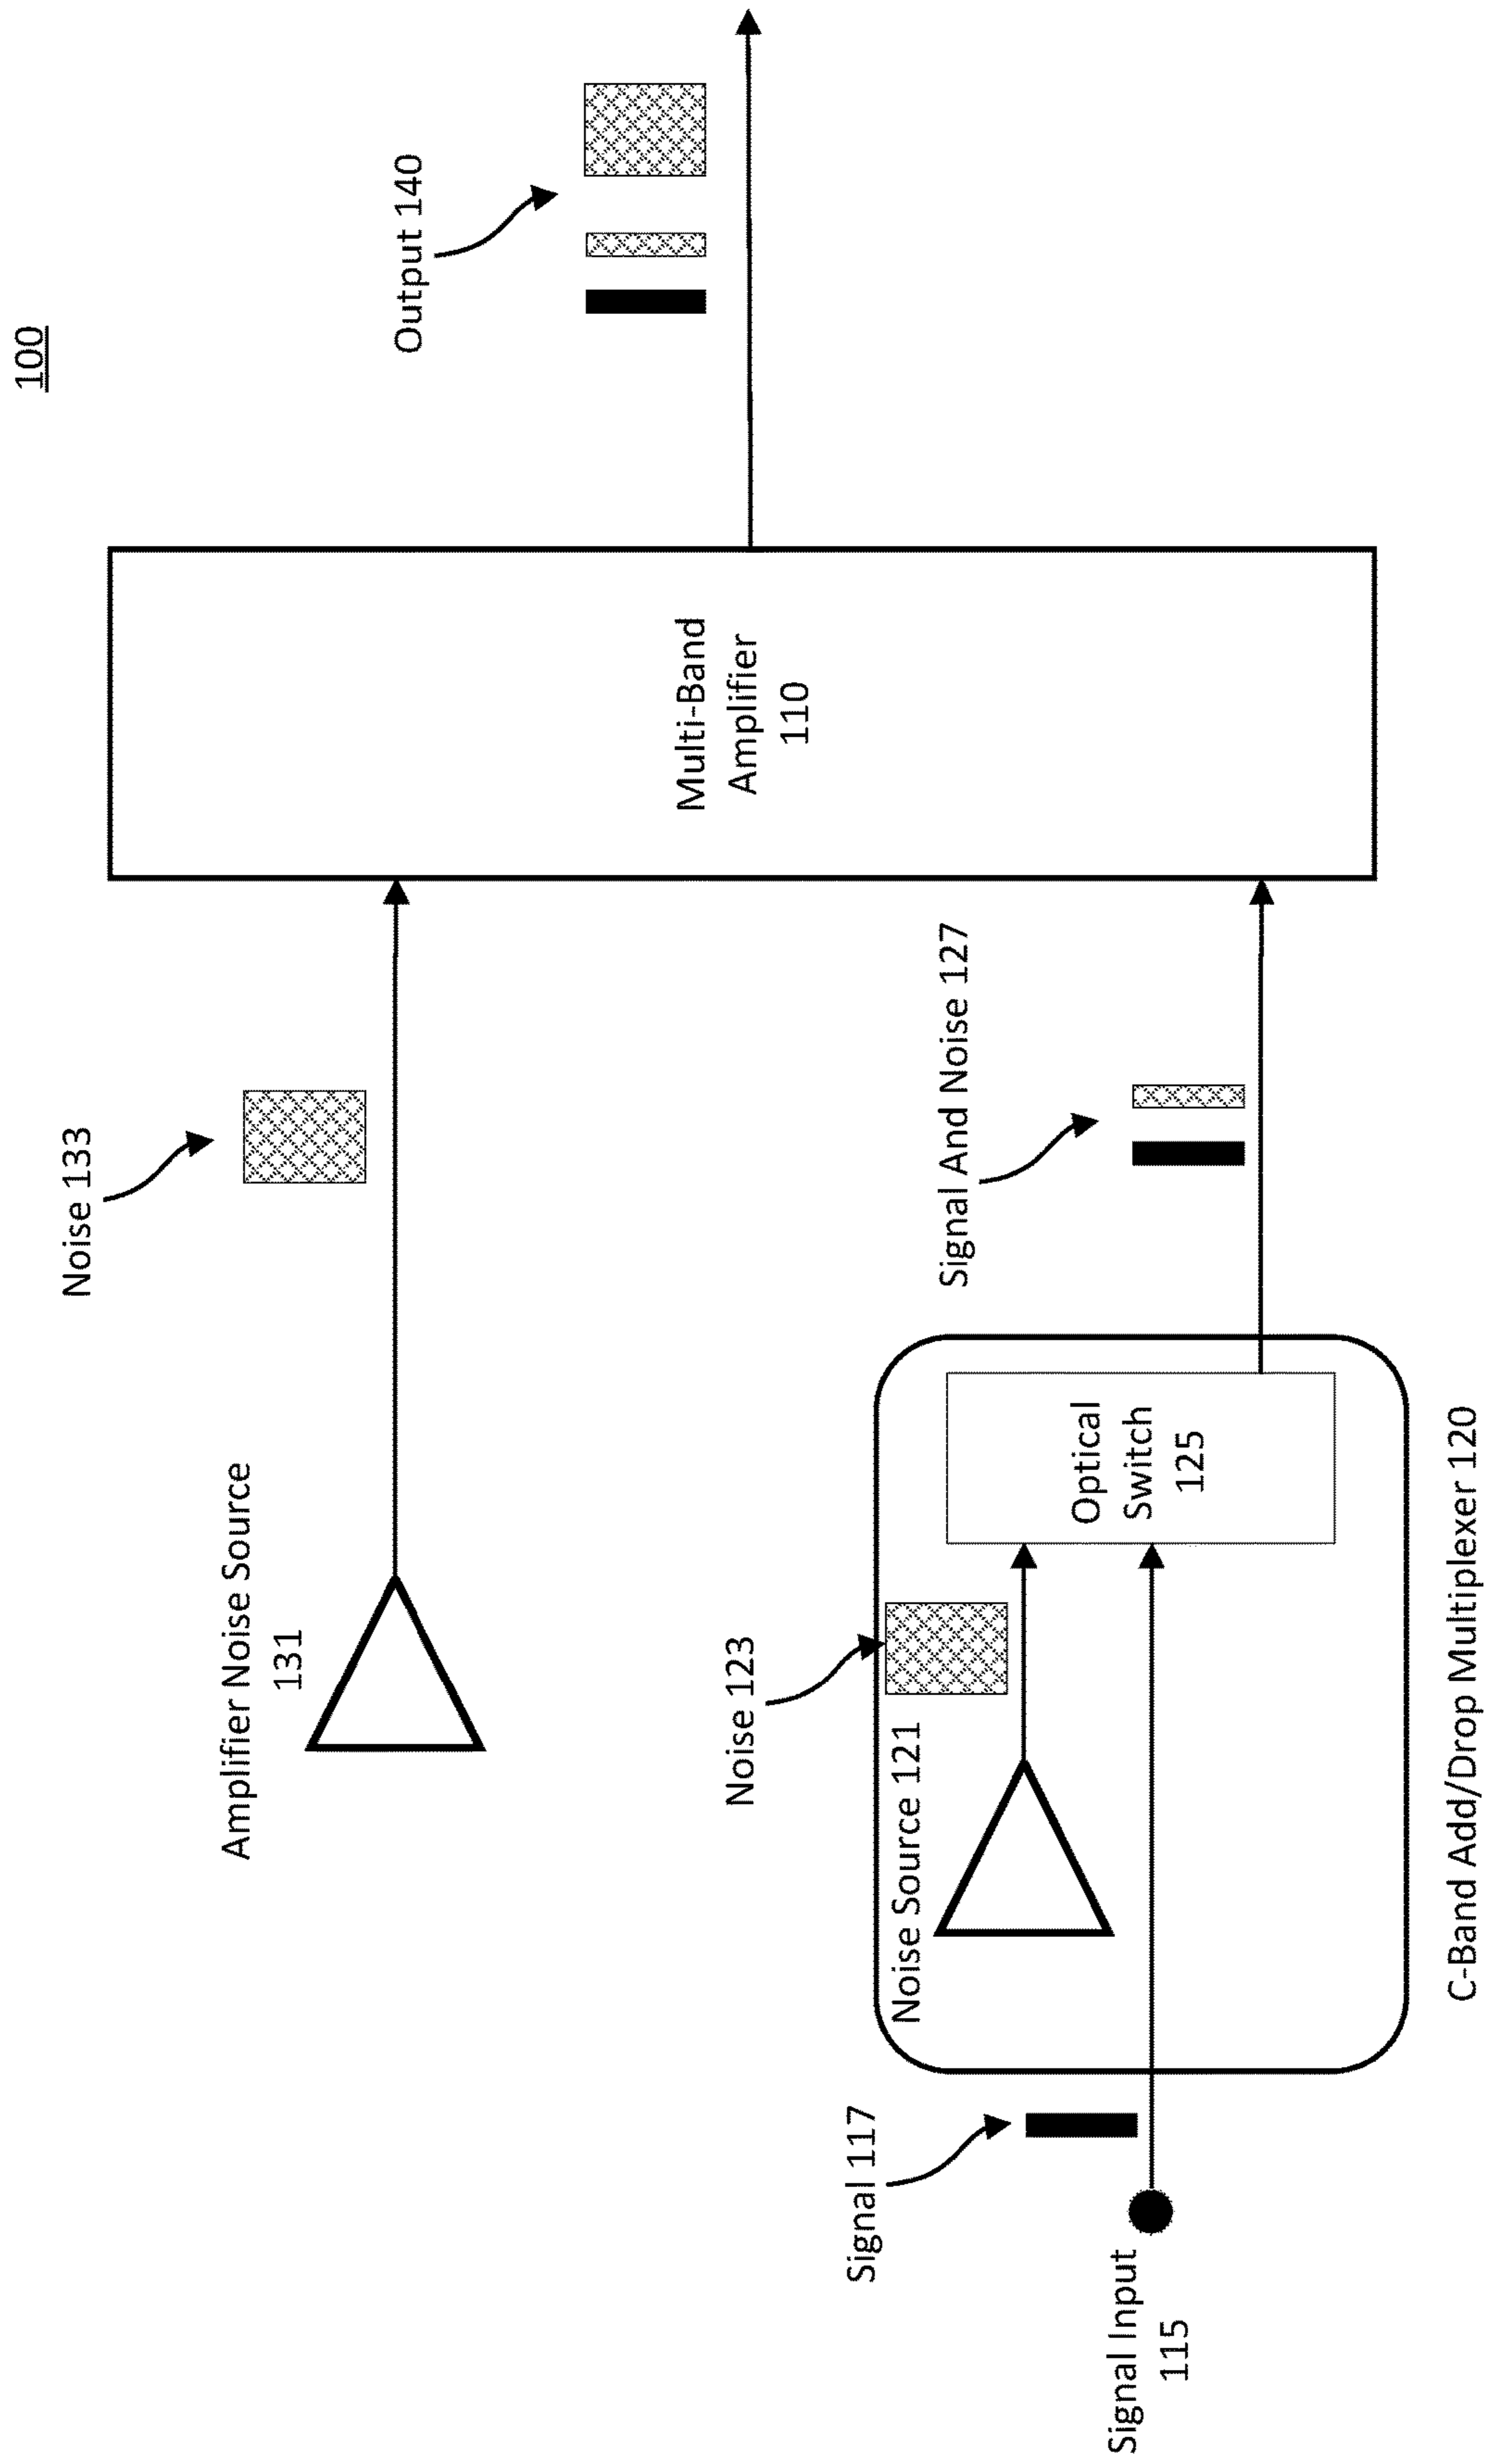 100
Amplifier Noise Source
131
Noise 133
Multi-Band
Amplifier
110
Output 140
Signal Input
115
Signal 117
Noise Source 121
Noise 123
Optical
Switch
125
Signal And Noise 127
C-Band Add/Drop Multiplexer 120